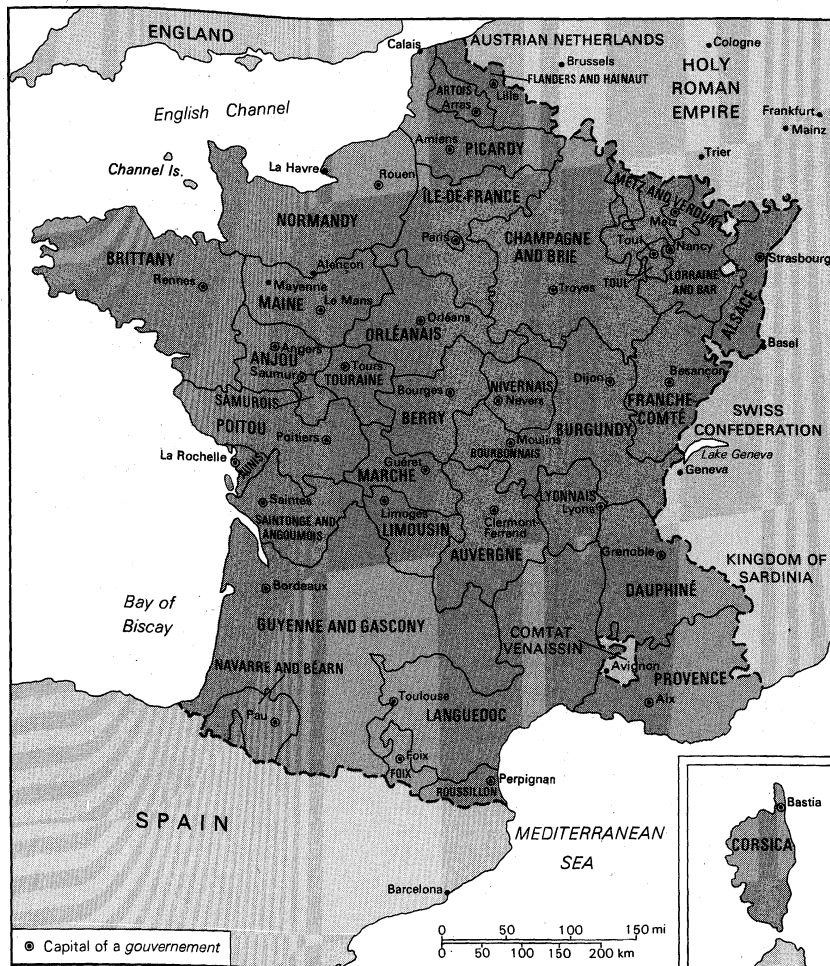 ENGLAND
Calais
AUSTRIAN NETHERLANDS
Cologne
Brussels
HOLY
ROMAN
EMPIRE
FLANDERS AND HAINAUT
Lille
ARTOIS
Arras
Frankfurt
Mainz
English Channel
Amiens
PICARDY
Trier
Channel Is.
La Havre
Rouen
ÎLE-DE-FRANCE
METZ AND VERDUN
Metz
NORMANDY
Paris
CHAMPAGNE
AND BRIE
Toul
Nancy
BRITTANY
Rennes
Alençon
Mayenne
MAINE
Le Mans
Troyes
TOUL
LORRAINE
AND BAR
Strasbourg
ALSACE
Orléans
ORLÉANAIS
Angers
ANJOU
Saumur
Tours
TOURAINE
Basel
Bourges
BERRY
NIVERNAIS
Nevers
Dijon
Besançon
FRANCHE
COMTÉ
SAMUROIS
POITOU
Poitiers
Moulins
BOURBONNAIS
BURGUNDY
SWISS
CONFEDERATION
Lake Geneva
Geneva
La Rochelle
AUNIS
Guéret
MARCHE
Saintes
SAINTONGE AND
ANGOUMOIS
Limoges
LIMOUSIN
Clermont-
Ferrand
AUVERGNE
LYONNAIS
Lyons
Grenoble
DAUPHINÉ
KINGDOM OF
SARDINIA
Bay of
Biscay
Bordeaux
GUYENNE AND GASCONY
COMTAT
VENAISSIN
Avignon
PROVENCE
Aix
NAVARRE AND BÉARN
Pau
Toulouse
LANGUEDOC
Foix
FOIX
ROUSSILLON
Perpignan
SPAIN
MEDITERRANEAN
SEA
Barcelona
Bastia
CORSICA
Capital of a gouvernement
0 50 100 150 mi
0 50 100 150 200 km